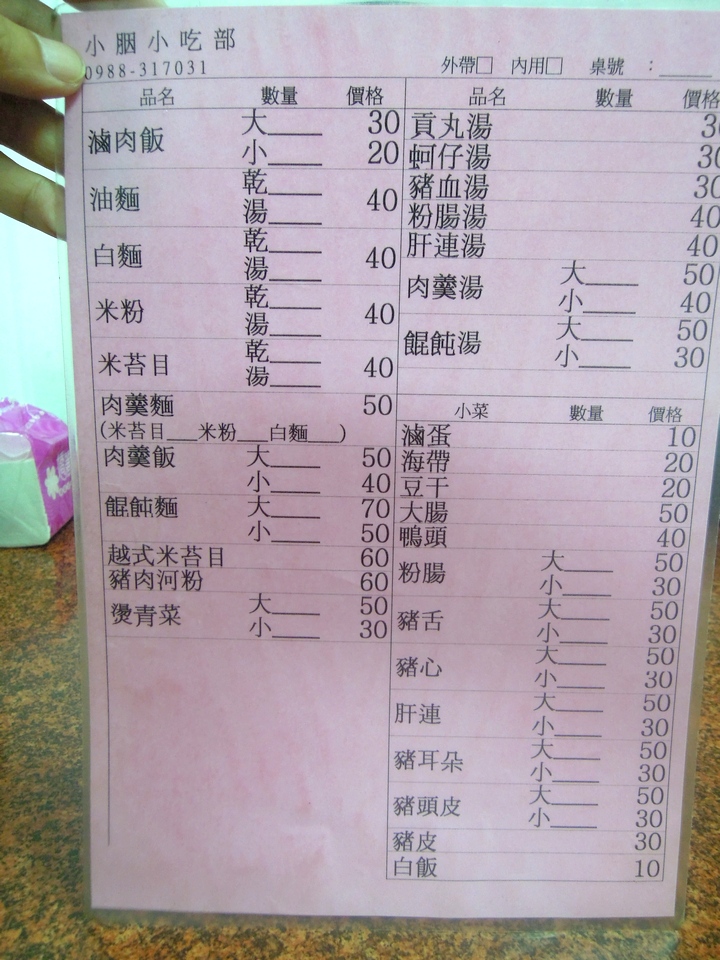 小胭小吃部
0988-317031
外帶□ 內用□ 桌號 :____
品名 數量 價格
滷肉飯 大____ 30
小____ 20
油麵 乾____
湯____ 40
白麵 乾____
湯____ 40
米粉 乾____
湯____ 40
米苔目 乾____
湯____ 40
肉羹麵 50
(米苔目___米粉___白麵___)
肉羹飯 大____ 50
小____ 40
餛飩麵 大____ 70
小____ 50
越式米苔目 60
豬肉河粉 60
燙青菜 大____ 50
小____ 30
品名 數量 價格
貢丸湯 30
蚵仔湯 30
豬血湯 30
粉腸湯 40
肝連湯 40
肉羹湯 大____ 50
小____ 40
餛飩湯 大____ 50
小____ 30
小菜 數量 價格
滷蛋 10
海帶 20
豆干 20
大腸 50
鴨頭 40
粉腸 大____ 50
小____ 30
豬舌 大____ 50
小____ 30
豬心 大____ 50
小____ 30
肝連 大____ 50
小____ 30
豬耳朵 大____ 50
小____ 30
豬頭皮 大____ 50
小____ 30
豬皮 30
白飯 10